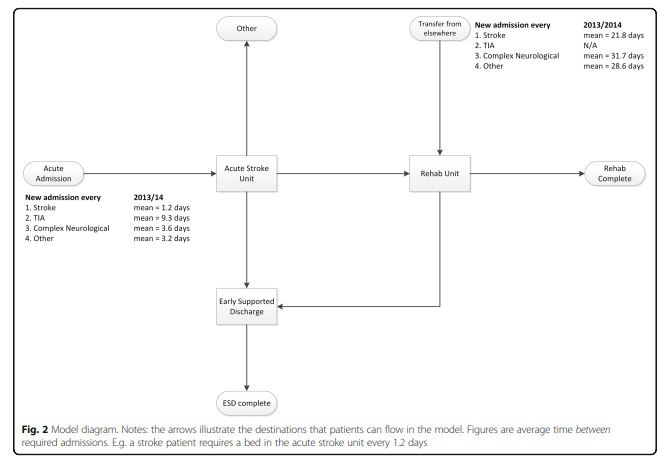 Other
Transfer from
elsewhere
New admission every 2013/2014
1. Stroke mean = 21.8 days
2. TIA N/A
3. Complex Neurological mean = 31.7 days
4. Other mean = 28.6 days
Acute
Admission
Acute Stroke
Unit
Rehab Unit
Rehab
Complete
New admission every 2013/14
1. Stroke mean = 1.2 days
2. TIA mean = 9.3 days
3. Complex Neurological mean = 3.6 days
4. Other mean = 3.2 days
Early Supported
Discharge
ESD complete
Fig. 2 Model diagram. Notes: the arrows illustrate the destinations that patients can flow in the model. Figures are average time between
required admissions. E.g. a stroke patient requires a bed in the acute stroke unit every 1.2 days